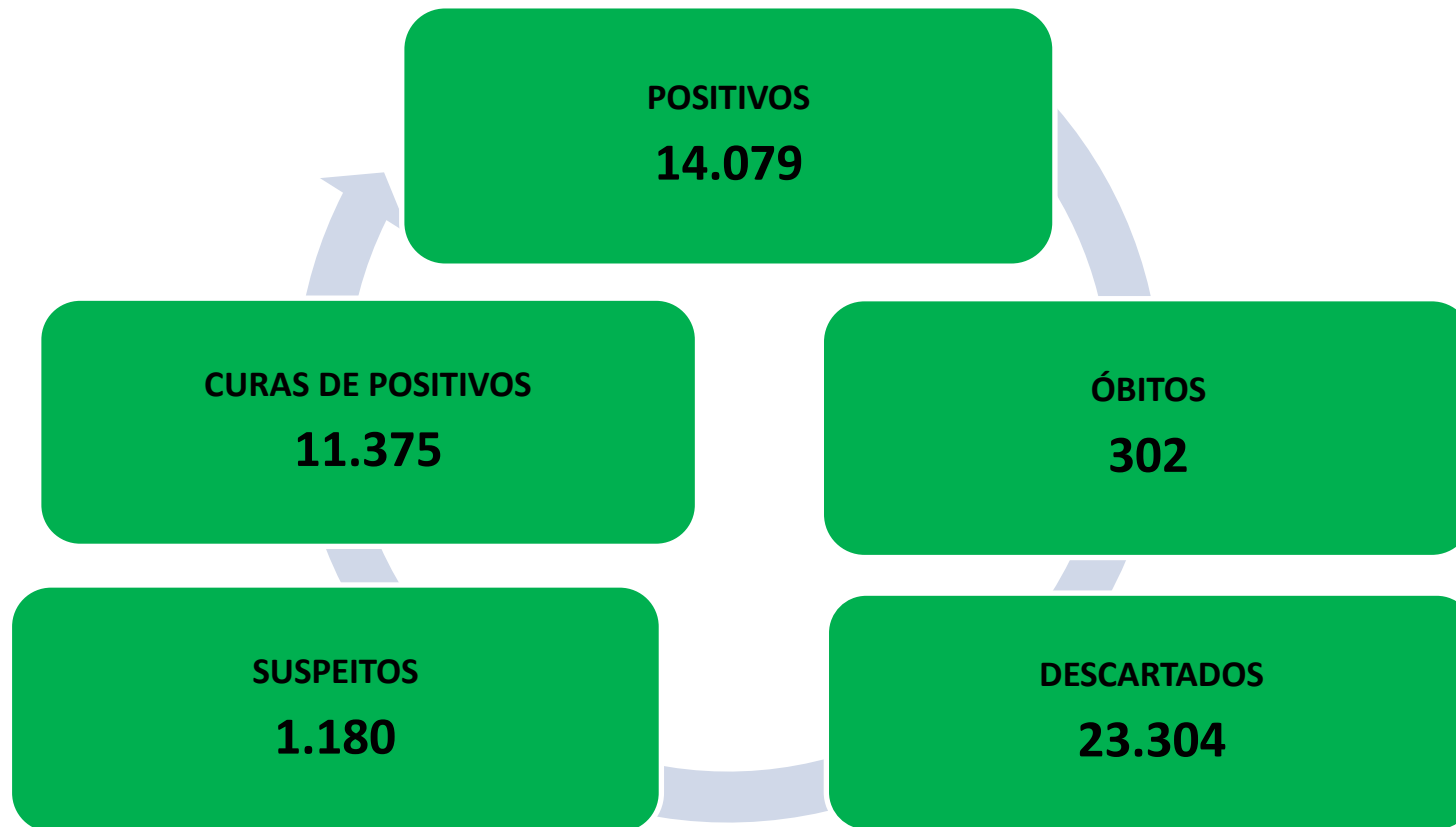 POSITIVOS
14.079
CURAS DE POSITIVOS
11.375
ÓBITOS
302
SUSPEITOS
1.180
DESCARTADOS
23.304